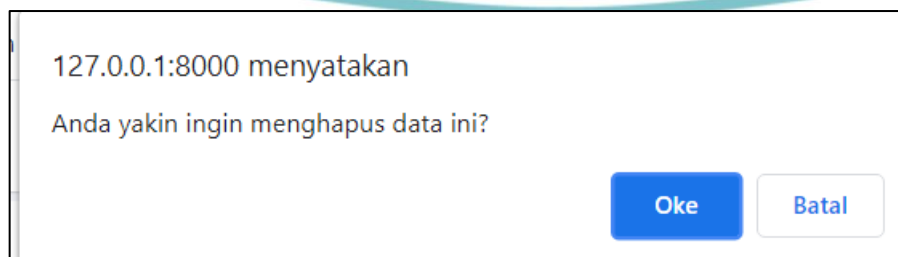 127.0.0.1:8000 menyatakan
Anda yakin ingin menghapus data ini?
Oke Batal